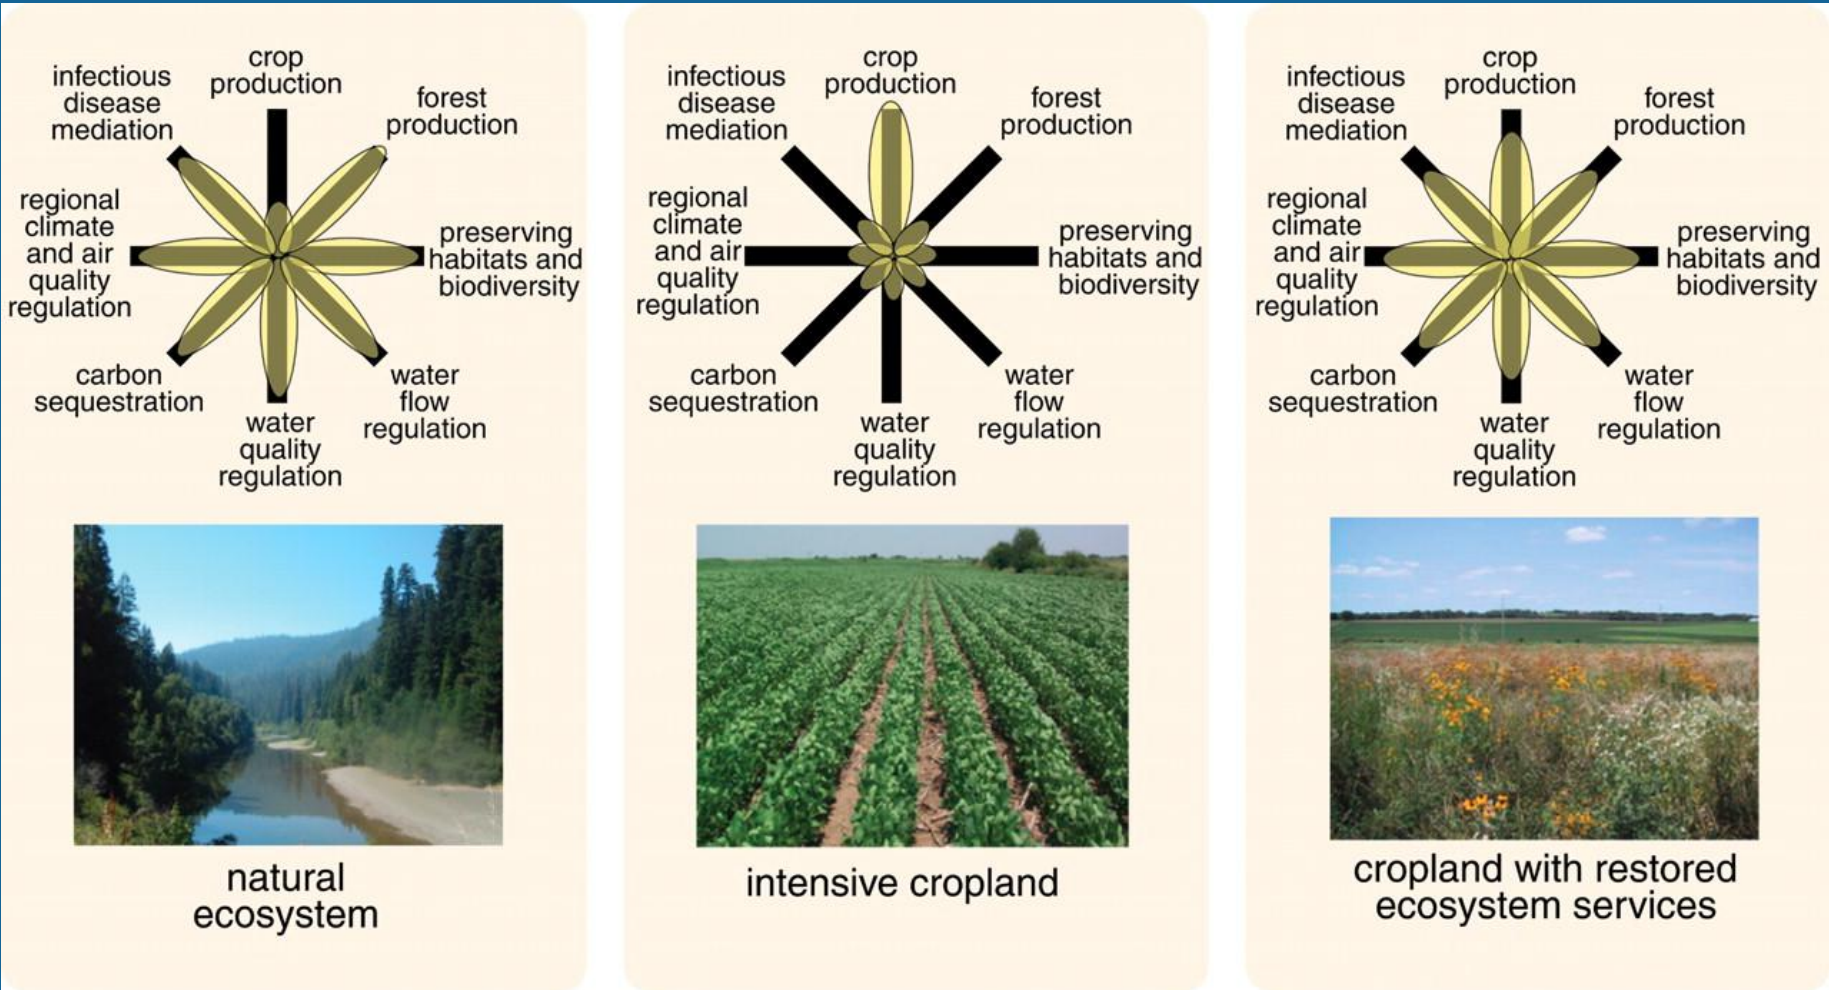 crop
production
forest
production
preserving
habitats and
biodiversity
water
flow
regulation
water
quality
regulation
carbon
sequestration
regional
climate
and air
quality
regulation
infectious
disease
mediation
natural
ecosystem
crop
production
forest
production
preserving
habitats and
biodiversity
water
flow
regulation
water
quality
regulation
carbon
sequestration
regional
climate
and air
quality
regulation
infectious
disease
mediation
intensive cropland
crop
production
forest
production
preserving
habitats and
biodiversity
water
flow
regulation
water
quality
regulation
carbon
sequestration
regional
climate
and air
quality
regulation
infectious
disease
mediation
cropland with restored
ecosystem services